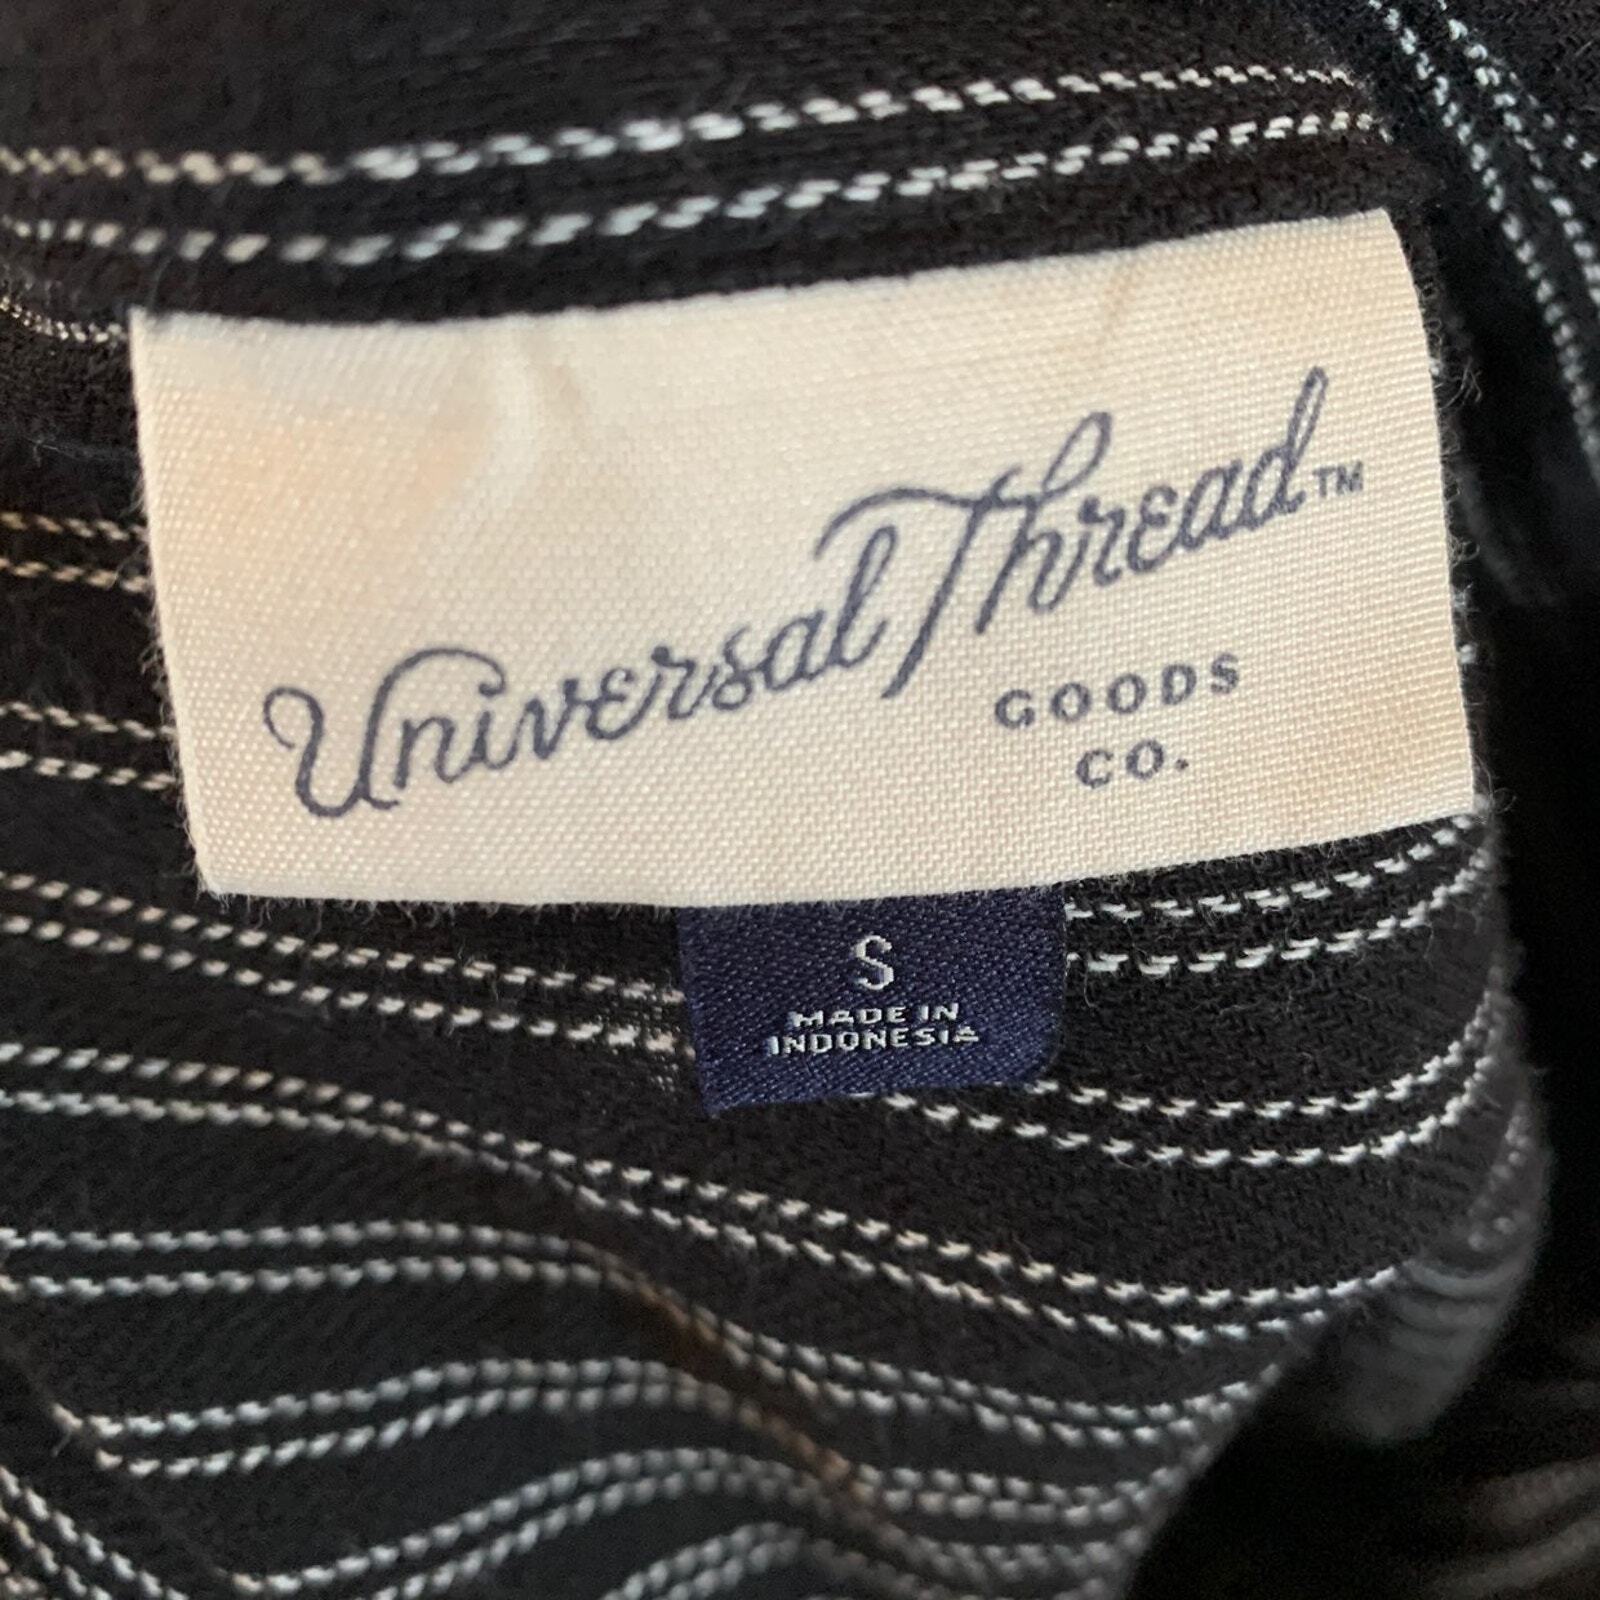 Universal Thread™
GOODS
CO.
S
MADE IN
INDONESIA